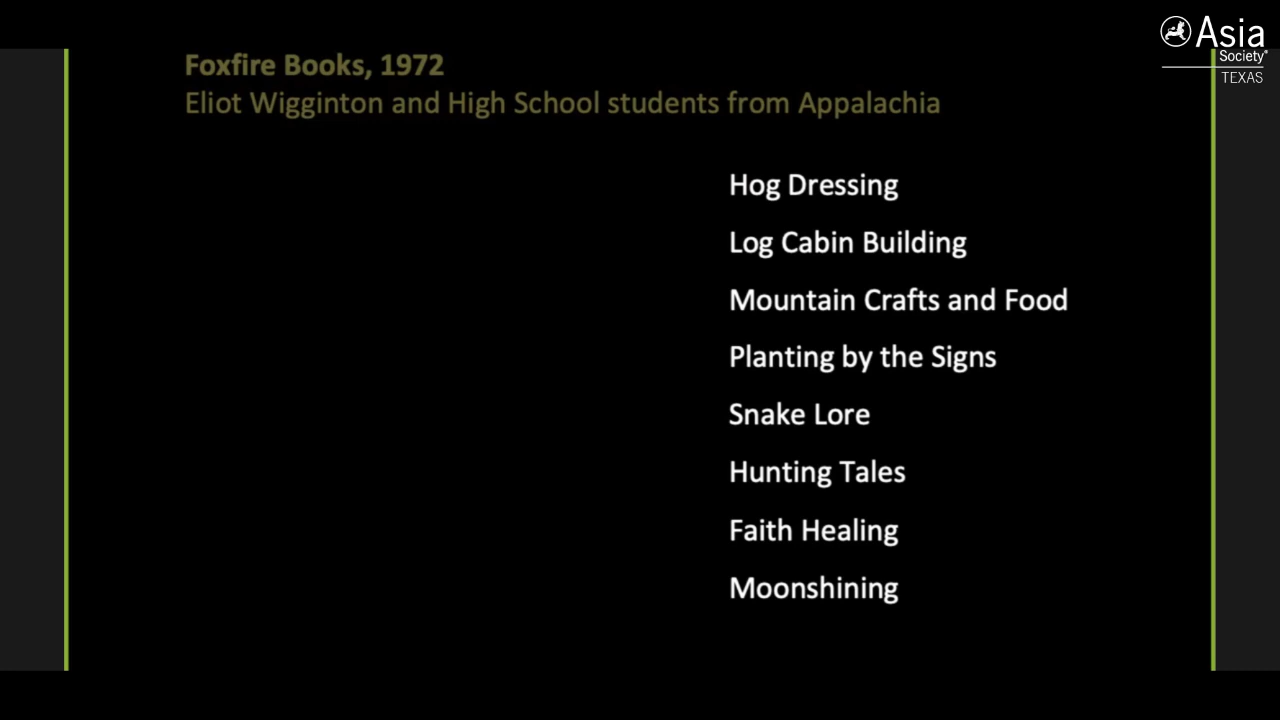 Asia
Society
TEXAS
Foxfire Books, 1972
Eliot Wigginton and High School students from Appalachia
Hog Dressing
Log Cabin Building
Mountain Crafts and Food
Planting by the Signs
Snake Lore
Hunting Tales
Faith Healing
Moonshining